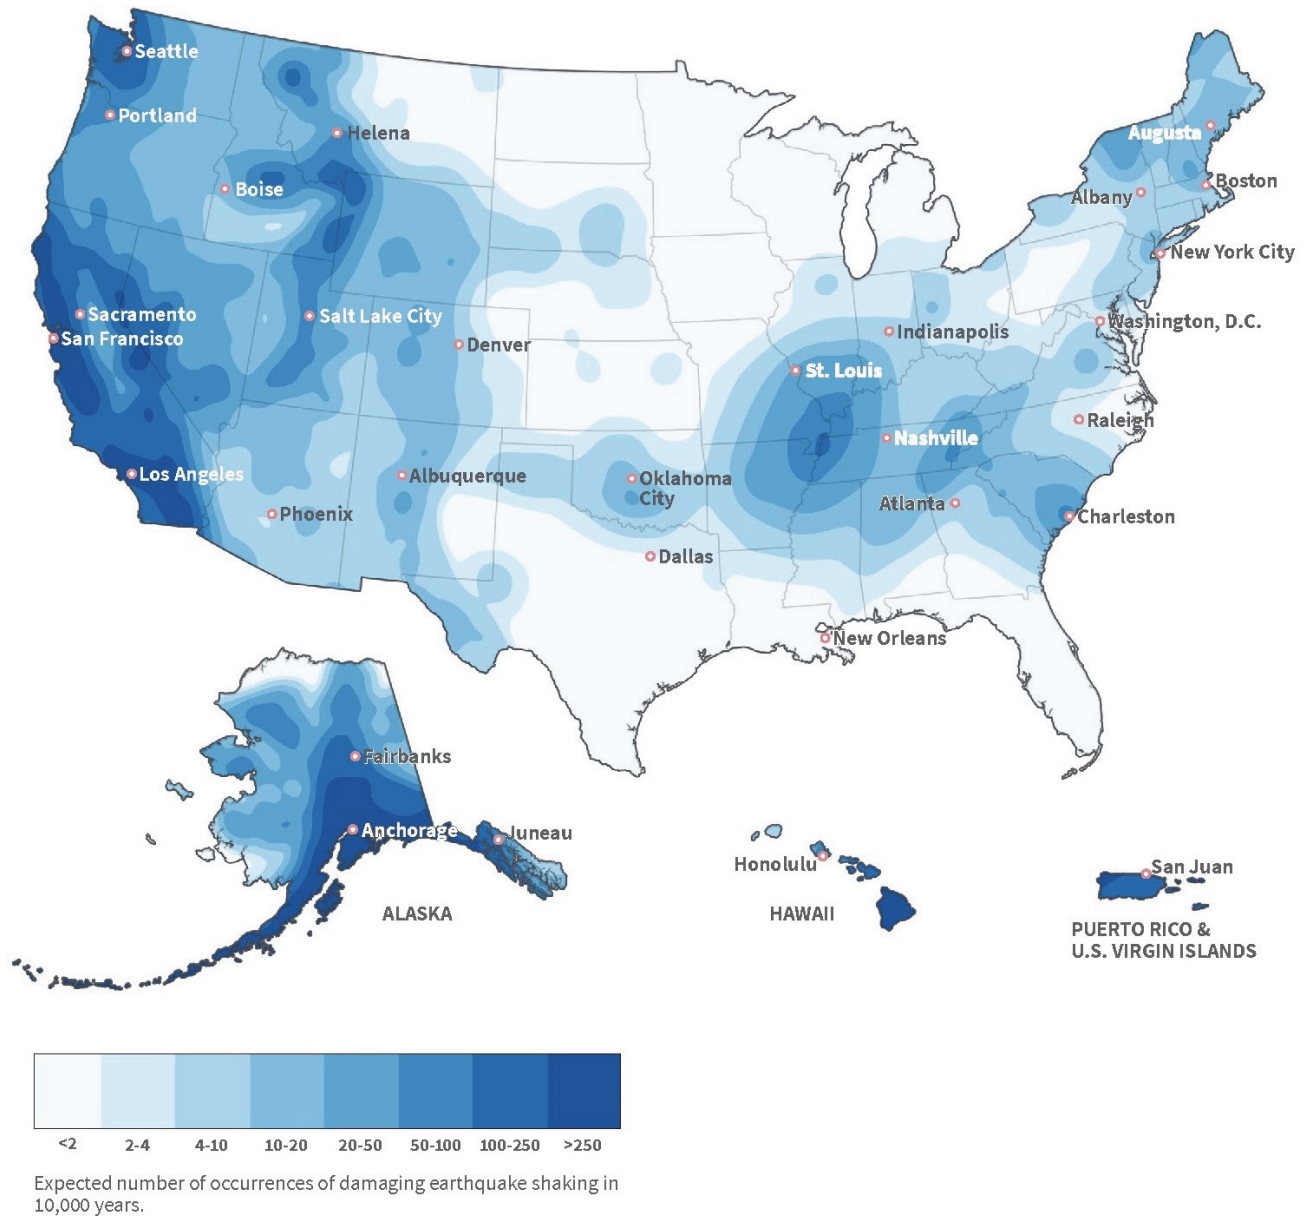 Seattle
Portland
Helena
Boise
Augusta
Boston
Albany
New York City
Sacramento
San Francisco
Salt Lake City
Denver
Indianapolis
Washington, D.C.
St. Louis
Raleigh
Nashville
Los Angeles
Albuquerque
Oklahoma
City
Phoenix
Atlanta
Charleston
Dallas
New Orleans
Fairbanks
Anchorage
Juneau
ALASKA
Honolulu
HAWAII
San Juan
PUERTO RICO &
U.S. VIRGIN ISLANDS
<2 2-4 4-10 10-20 20-50 50-100 100-250 >250
Expected number of occurrences of damaging earthquake shaking in
10,000 years.